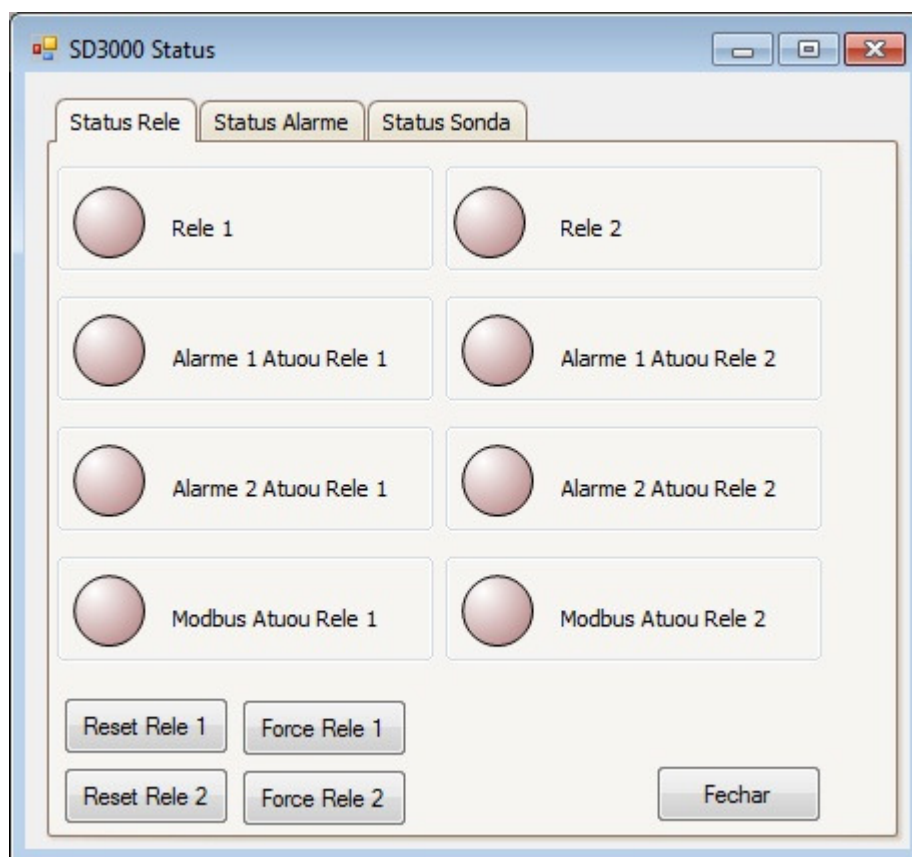 SD3000 Status
Status Rele Status Alarme Status Sonda
Rele 1 Rele 2
Alarme 1 Atuou Rele 1 Alarme 1 Atuou Rele 2
Alarme 2 Atuou Rele 1 Alarme 2 Atuou Rele 2
Modbus Atuou Rele 1 Modbus Atuou Rele 2
Reset Rele 1 Force Rele 1
Reset Rele 2 Force Rele 2 Fechar